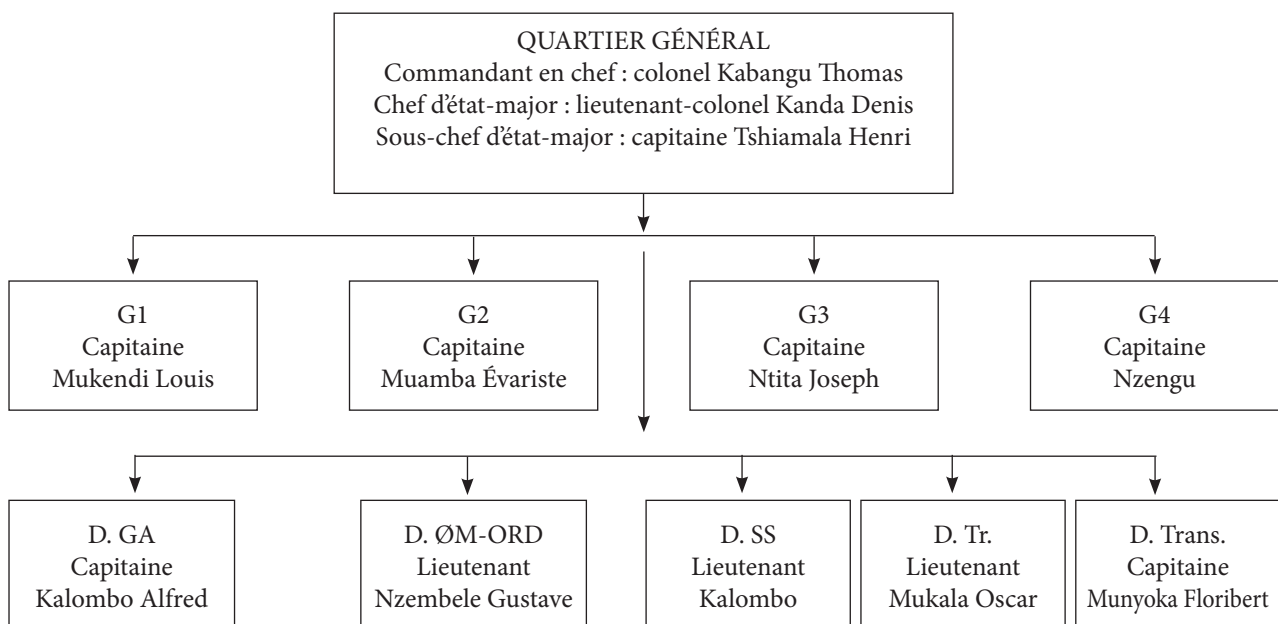 QUARTIER GÉNÉRAL
Commandant en chef : colonel Kabangu Thomas
Chef d'état-major : lieutenant-colonel Kanda Denis
Sous-chef d'état-major : capitaine Tshiamala Henri
G1
Capitaine
Mukendi Louis
G2
Capitaine
Muamba Évariste
G3
Capitaine
Ntita Joseph
G4
Capitaine
Nzengu
D. GA
Capitaine
Kalombo Alfred
D. ØM-ORD
Lieutenant
Nzembele Gustave
D. SS
Lieutenant
Kalombo
D. Tr.
Lieutenant
Mukala Oscar
D. Trans.
Capitaine
Munyoka Floribert